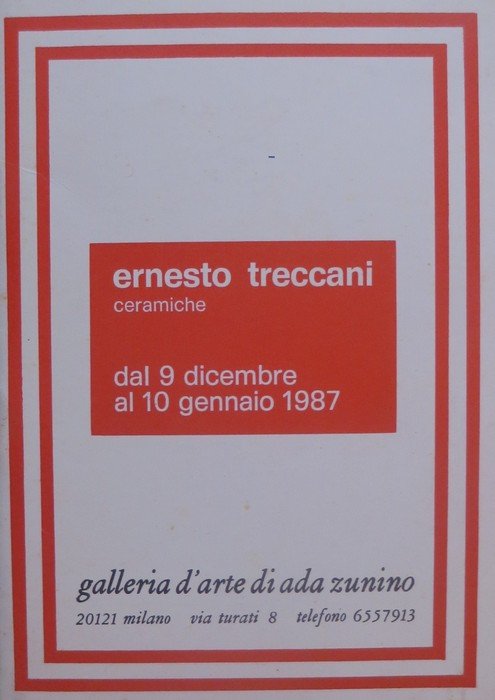 ernesto treccani
ceramiche
dal 9 dicembre
al 10 gennaio 1987
galleria d'arte di ada zunino
20121 milano via turati 8 telefono 6557913